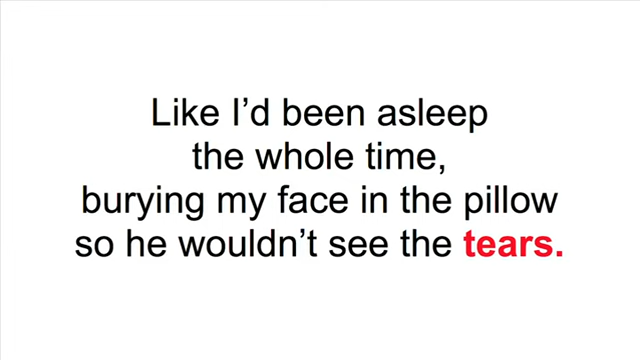 Like I’d been asleep
the whole time,
burying my face in the pillow
so he wouldn’t see the tears.